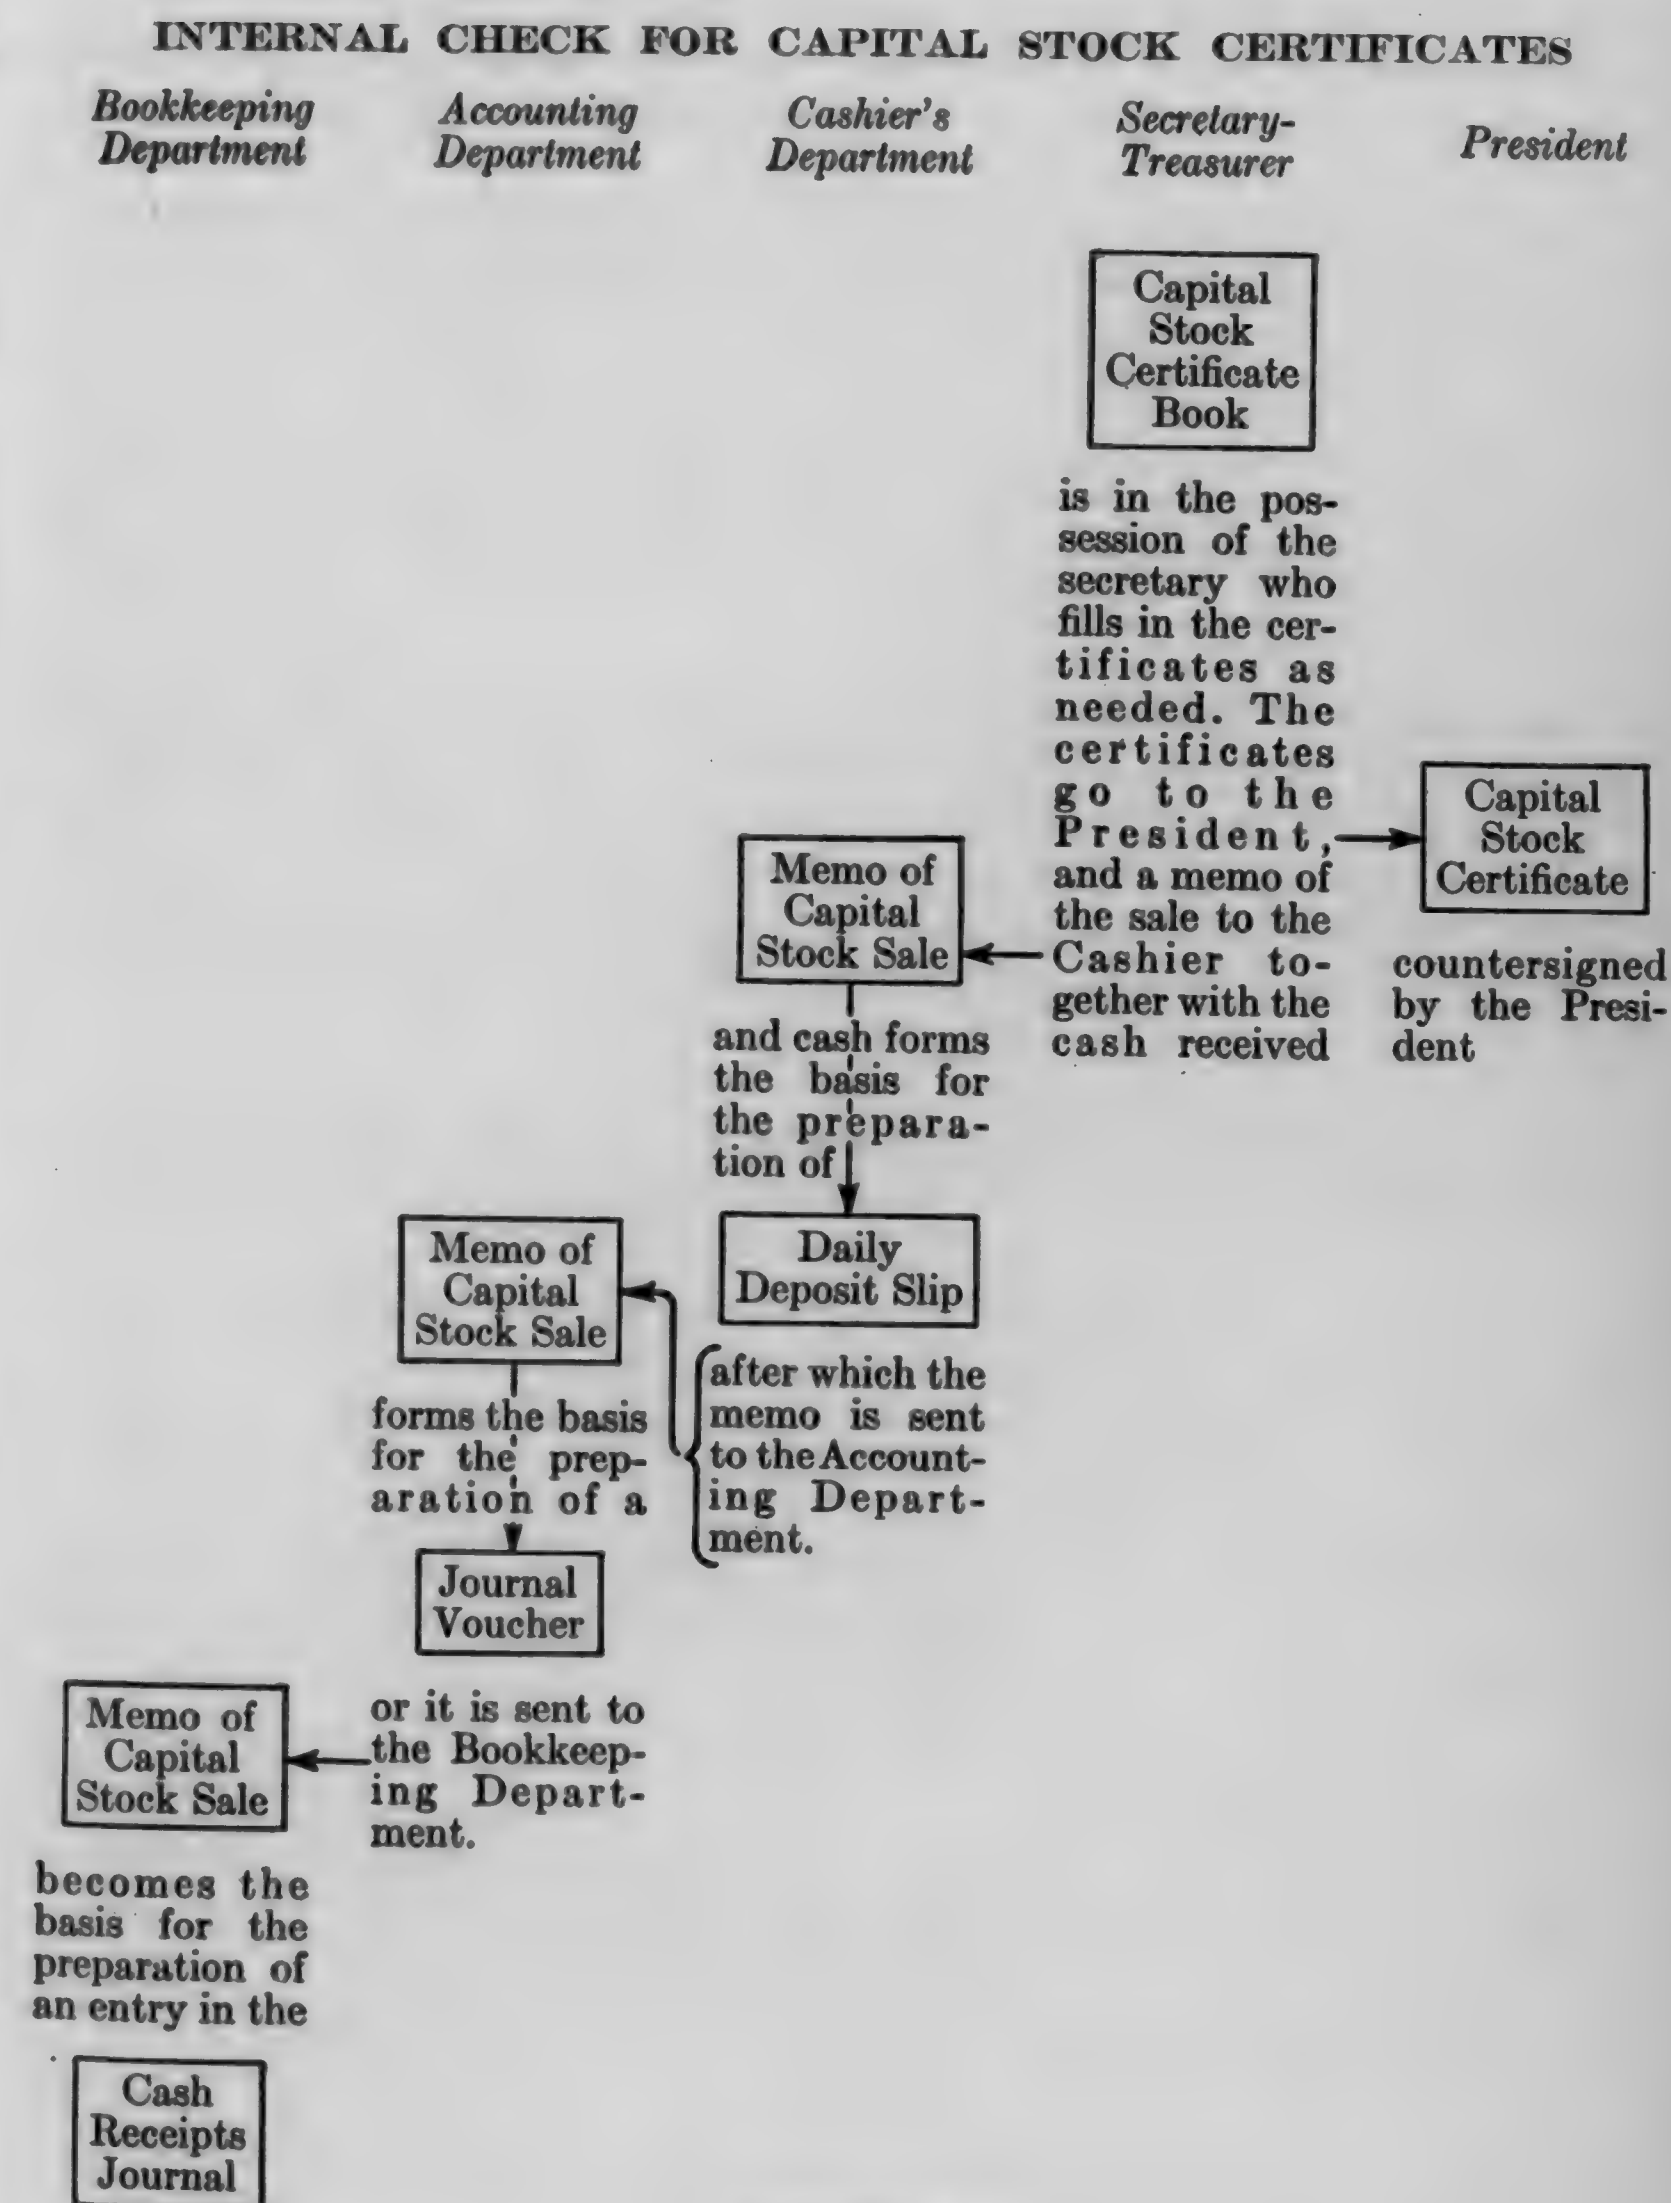 INTERNAL CHECK FOR CAPITAL STOCK CERTIFICATES
Bookkeeping
Department
Accounting
Department
Cashier's
Department
Secretary-
Treasurer
President
Capital
Stock
Certificate
Book
is in the pos-
session of the
secretary who
fills in the cer-
tificates as
needed. The
certificates
go to the
President,
and a memo of
the sale to the
Cashier to-
gether with the
cash received
Capital
Stock
Certificate
countersigned
by the Presi-
dent
Memo of
Capital
Stock Sale
and cash forms
the basis for
the prepara-
tion of
Daily
Deposit Slip
after which the
memo is sent
to the Account-
ing Depart-
ment.
Memo of
Capital
Stock Sale
forms the basis
for the prep-
aration of a
Journal
Voucher
or it is sent to
the Bookkeep-
ing Depart-
ment.
Memo of
Capital
Stock Sale
becomes the
basis for the
preparation of
an entry in the
Cash
Receipts
Journal